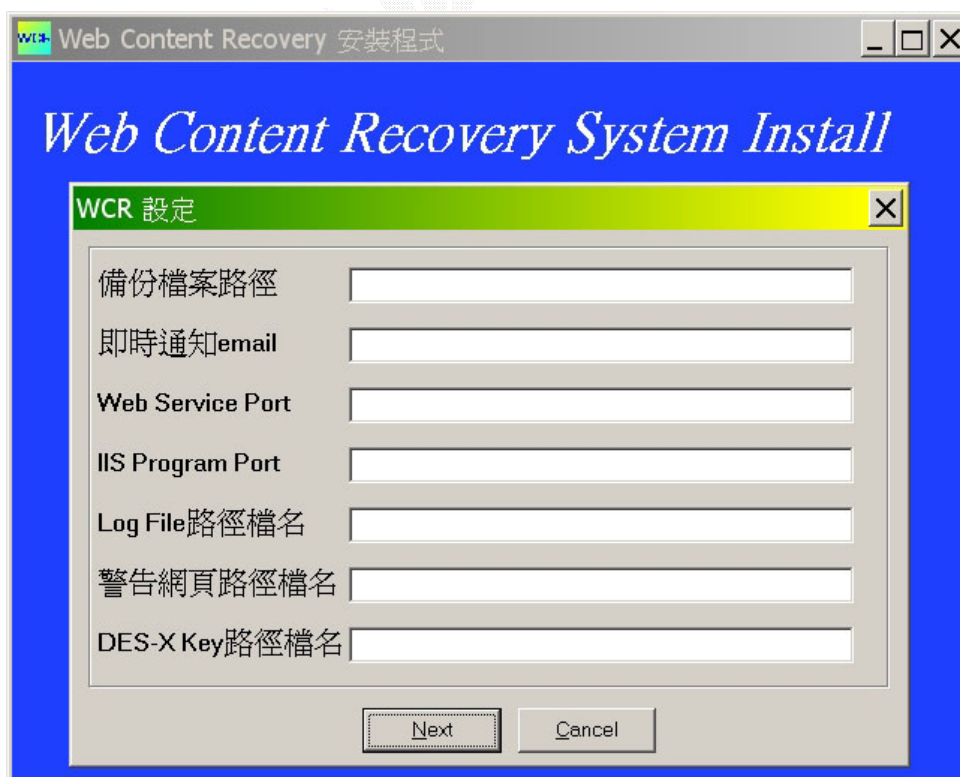 WCR Web Content Recovery 安裝程式
Web Content Recovery System Install
WCR 設定
備份檔案路徑
即時通知email
Web Service Port
IIS Program Port
Log File路徑檔名
警告網頁路徑檔名
DES-X Key路徑檔名
Next
Cancel